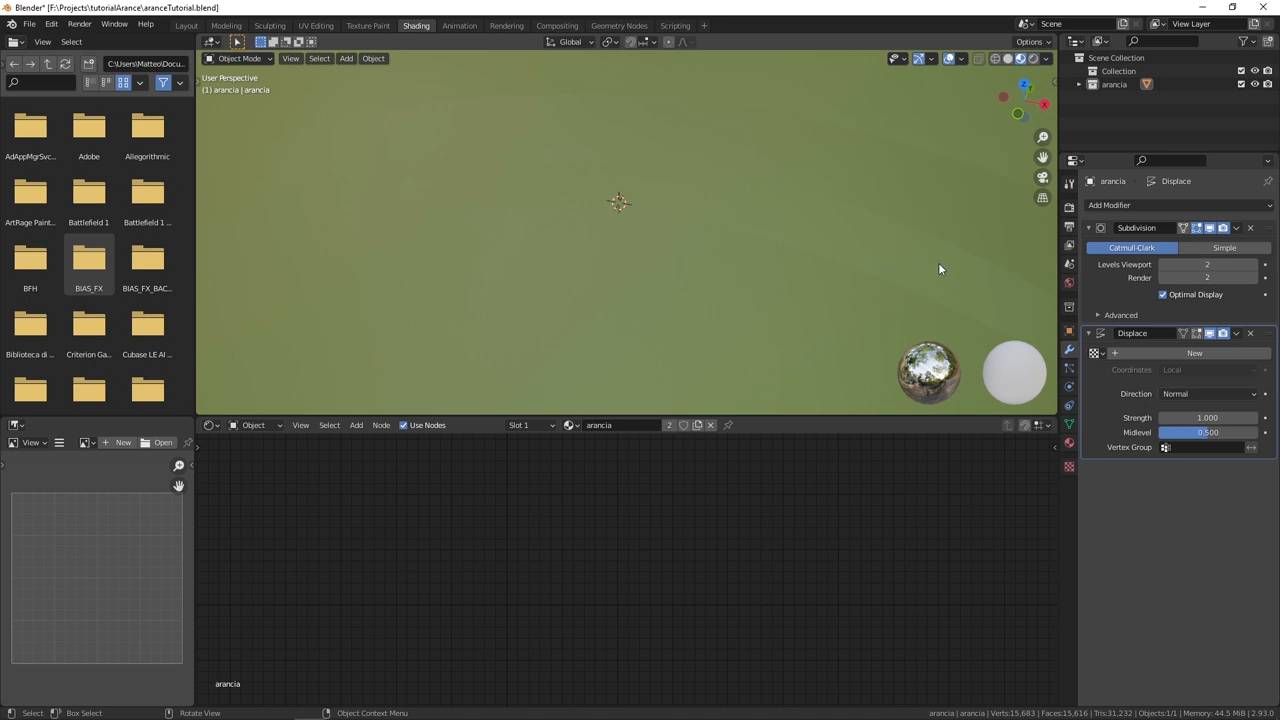 Blender* [F:\Projects\tutorialArance\aranceTutorial.blend]
File Edit Render Window Help Layout Modeling Sculpting UV Editing Texture Paint Shading Animation Rendering Compositing Geometry Nodes Scripting + Scene View Layer
View Select Global Options
C:\Users\Matteo\Docu... Object Mode View Select Add Object
Scene Collection
Collection
arancia
User Perspective
(1) arancia | arancia
Z
Y
X
AdAppMgrSvc... Adobe Allegorithmic
ArtRage Paint... Battlefield 1 Battlefield 1 ...
BFH BIAS_FX BIAS_FX_BAC...
Biblioteca di ... Criterion Ga... Cubase LE AI ...
arancia Displace
Add Modifier
Subdivision
Catmull-Clark Simple
Levels Viewport 2
Render 2
Optimal Display
Advanced
Displace
New
Coordinates Local
Direction Normal
Strength 1.000
Midlevel 0.500
Vertex Group
View New Open
Object View Select Add Node Use Nodes Slot 1 arancia 2
arancia
Select Box Select Rotate View Object Context Menu arancia | arancia | Verts:15,683 | Faces:15,616 | Tris:31,232 | Objects:1/1 | Memory: 44.5 MiB | 2.93.0